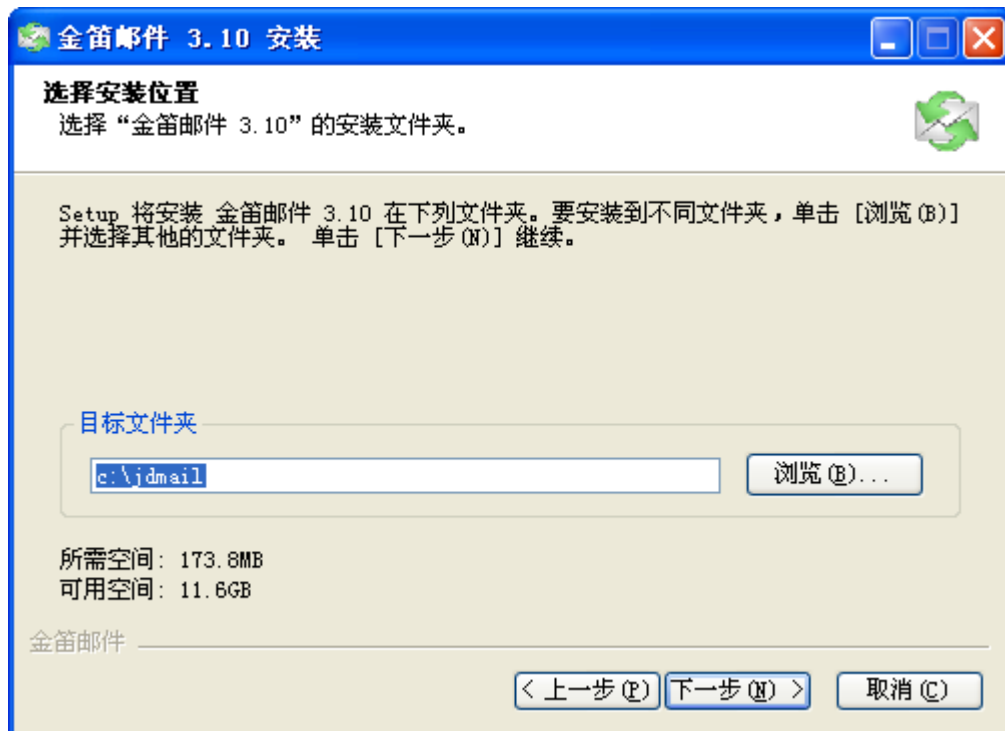 金笛邮件 3.10 安装
选择安装位置
选择“金笛邮件 3.10”的安装文件夹。
Setup 将安装 金笛邮件 3.10 在下列文件夹。要安装到不同文件夹，单击 [浏览(B)]
并选择其他的文件夹。 单击 [下一步(N)] 继续。
目标文件夹
c:\jdmail
浏览(B)...
所需空间: 173.8MB
可用空间: 11.6GB
金笛邮件
< 上一步(P) 下一步(N) > 取消(C)